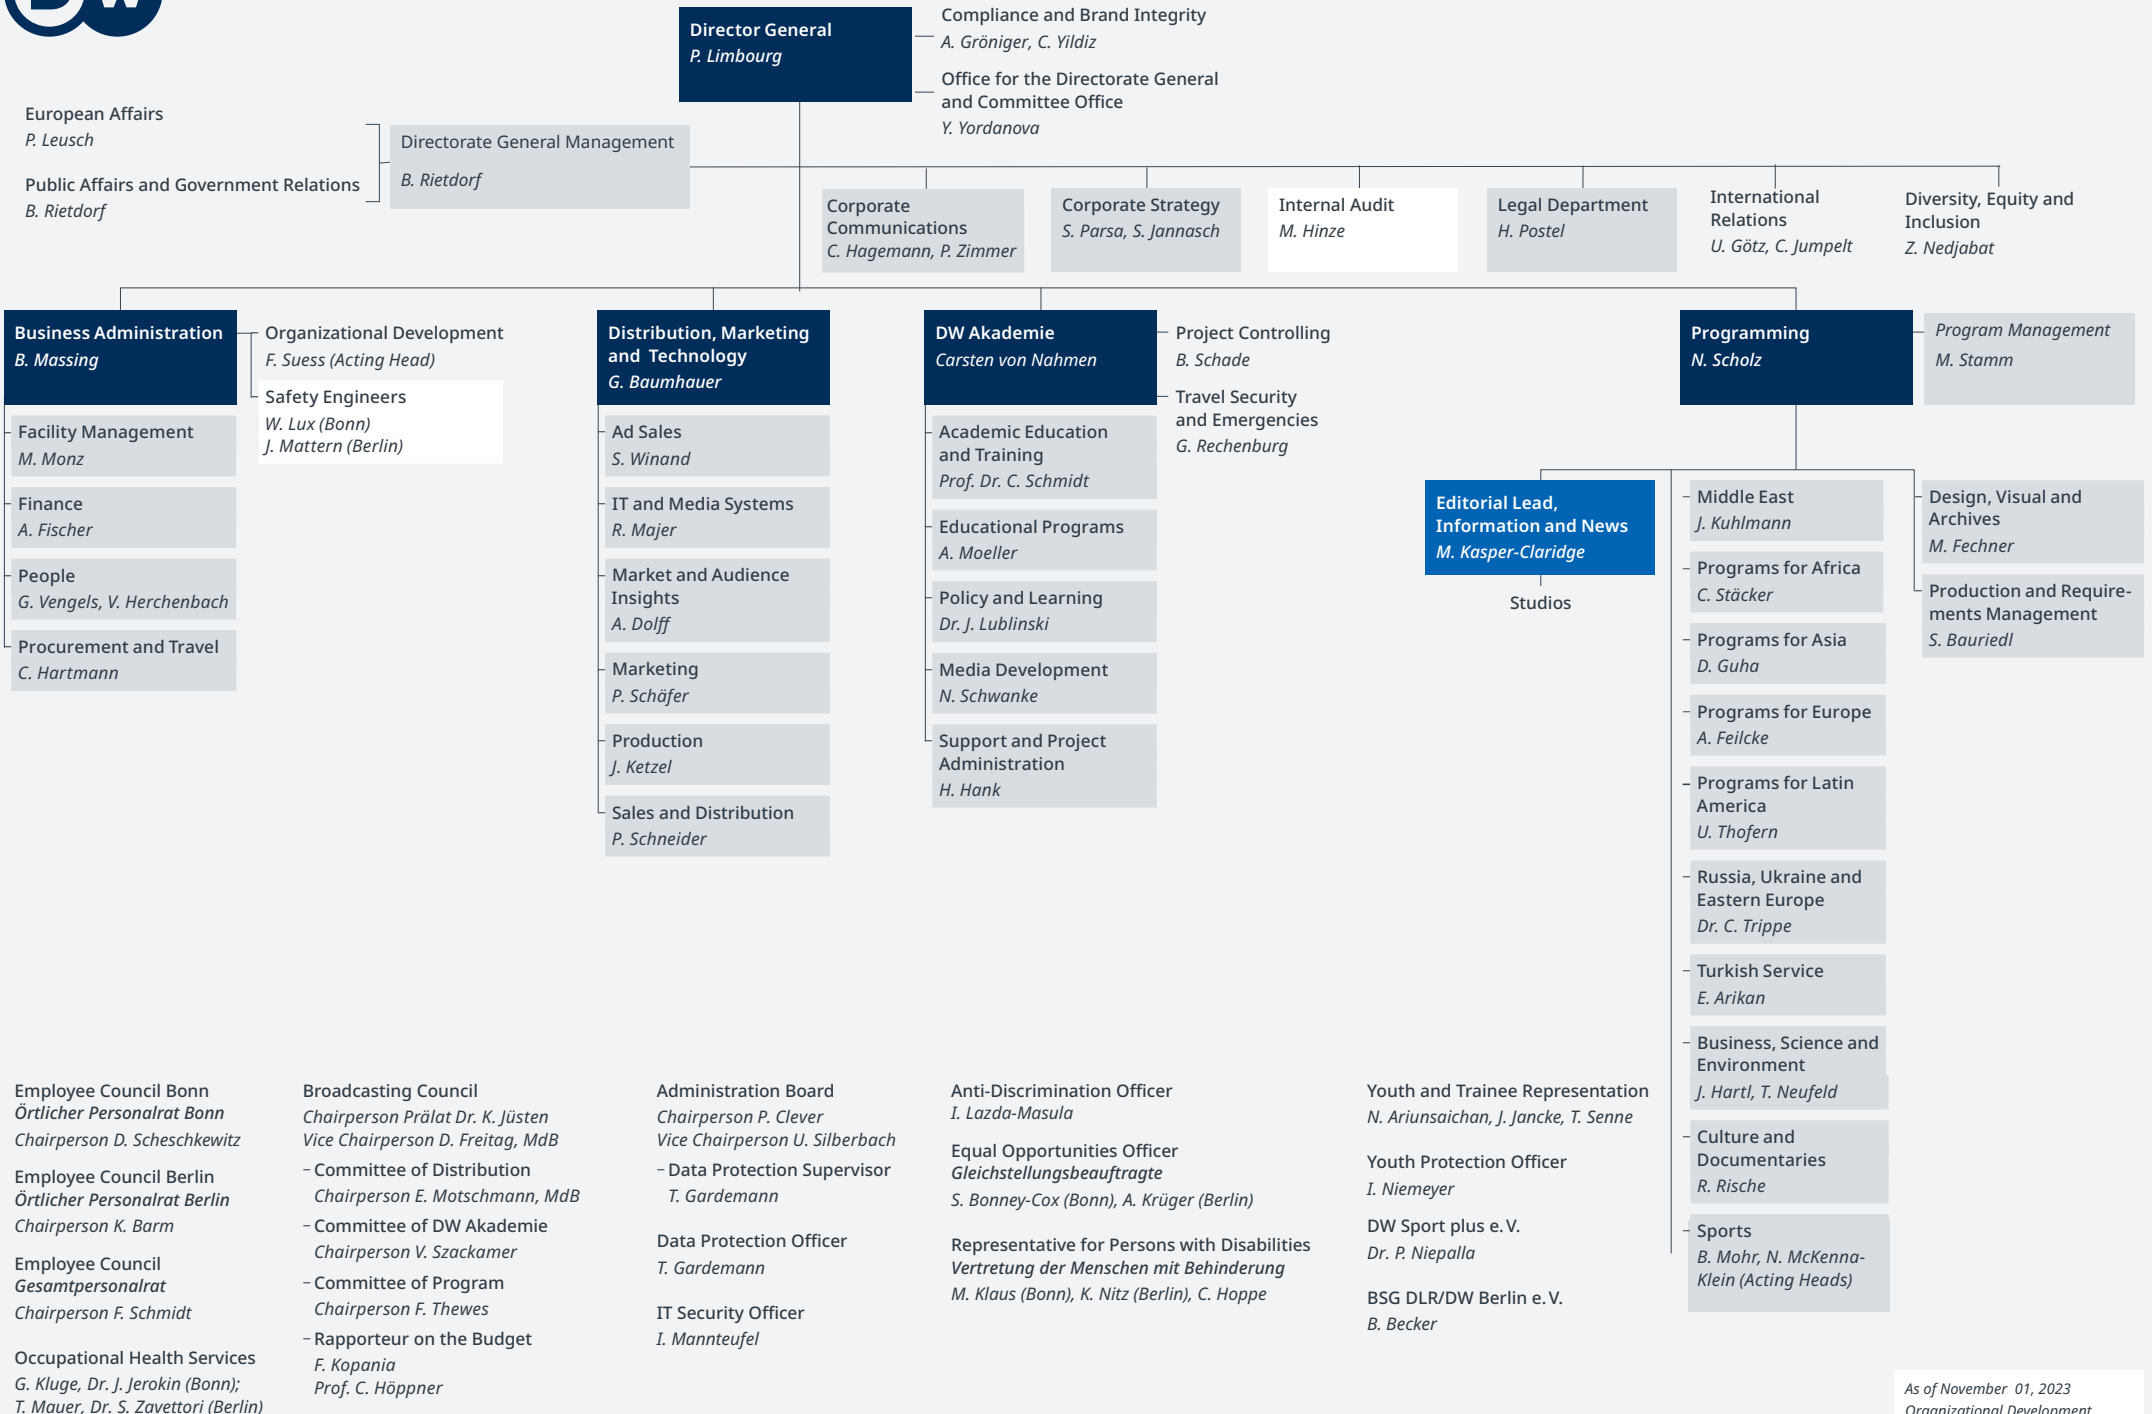 DW
Director General
P. Limbourg
Compliance and Brand Integrity
A. Gröniger, C. Yildiz
Office for the Directorate General
and Committee Office
Y. Yordanova
European Affairs
P. Leusch
Public Affairs and Government Relations
B. Rietdorf
Directorate General Management
B. Rietdorf
Corporate
Communications
C. Hagemann, P. Zimmer
Corporate Strategy
S. Parsa, S. Jannasch
Internal Audit
M. Hinze
Legal Department
H. Postel
International
Relations
U. Götz, C. Jumpelt
Diversity, Equity and
Inclusion
Z. Nedjabat
Business Administration
B. Massing
Organizational Development
F. Suess (Acting Head)
Safety Engineers
W. Lux (Bonn)
J. Mattern (Berlin)
Facility Management
M. Monz
Finance
A. Fischer
People
G. Vengels, V. Herchenbach
Procurement and Travel
C. Hartmann
Distribution, Marketing
and Technology
G. Baumhauer
Ad Sales
S. Winand
IT and Media Systems
R. Majer
Market and Audience
Insights
A. Dolff
Marketing
P. Schäfer
Production
J. Ketzel
Sales and Distribution
P. Schneider
DW Akademie
Carsten von Nahmen
Project Controlling
B. Schade
Travel Security
and Emergencies
G. Rechenburg
Academic Education
and Training
Prof. Dr. C. Schmidt
Educational Programs
A. Moeller
Policy and Learning
Dr. J. Lublinski
Media Development
N. Schwanke
Support and Project
Administration
H. Hank
Programming
N. Scholz
Program Management
M. Stamm
Editorial Lead,
Information and News
M. Kasper-Claridge
Studios
Middle East
J. Kuhlmann
Programs for Africa
C. Stäcker
Programs for Asia
D. Guha
Programs for Europe
A. Feilcke
Programs for Latin
America
U. Thofern
Russia, Ukraine and
Eastern Europe
Dr. C. Trippe
Turkish Service
E. Arikan
Business, Science and
Environment
J. Hartl, T. Neufeld
Culture and
Documentaries
R. Rische
Sports
B. Mohr, N. McKenna-
Klein (Acting Heads)
Design, Visual and
Archives
M. Fechner
Production and Require-
ments Management
S. Bauriedl
Employee Council Bonn
Örtlicher Personalrat Bonn
Chairperson D. Scheschkewitz
Employee Council Berlin
Örtlicher Personalrat Berlin
Chairperson K. Barm
Employee Council
Gesamtpersonalrat
Chairperson F. Schmidt
Occupational Health Services
G. Kluge, Dr. J. Jerokin (Bonn);
T. Mauer, Dr. S. Zavettori (Berlin)
Broadcasting Council
Chairperson Prälat Dr. K. Jüsten
Vice Chairperson D. Freitag, MdB
– Committee of Distribution
Chairperson E. Motschmann, MdB
– Committee of DW Akademie
Chairperson V. Szackamer
– Committee of Program
Chairperson F. Thewes
– Rapporteur on the Budget
F. Kopania
Prof. C. Höppner
Administration Board
Chairperson P. Clever
Vice Chairperson U. Silberbach
– Data Protection Supervisor
T. Gardemann
Data Protection Officer
T. Gardemann
IT Security Officer
I. Mannteufel
Anti-Discrimination Officer
I. Lazda-Masula
Equal Opportunities Officer
Gleichstellungsbeauftragte
S. Bonney-Cox (Bonn), A. Krüger (Berlin)
Representative for Persons with Disabilities
Vertretung der Menschen mit Behinderung
M. Klaus (Bonn), K. Nitz (Berlin), C. Hoppe
Youth and Trainee Representation
N. Ariunsaichan, J. Jancke, T. Senne
Youth Protection Officer
I. Niemeyer
DW Sport plus e. V.
Dr. P. Niepalla
BSG DLR/DW Berlin e. V.
B. Becker
As of November 01, 2023
Organizational Development